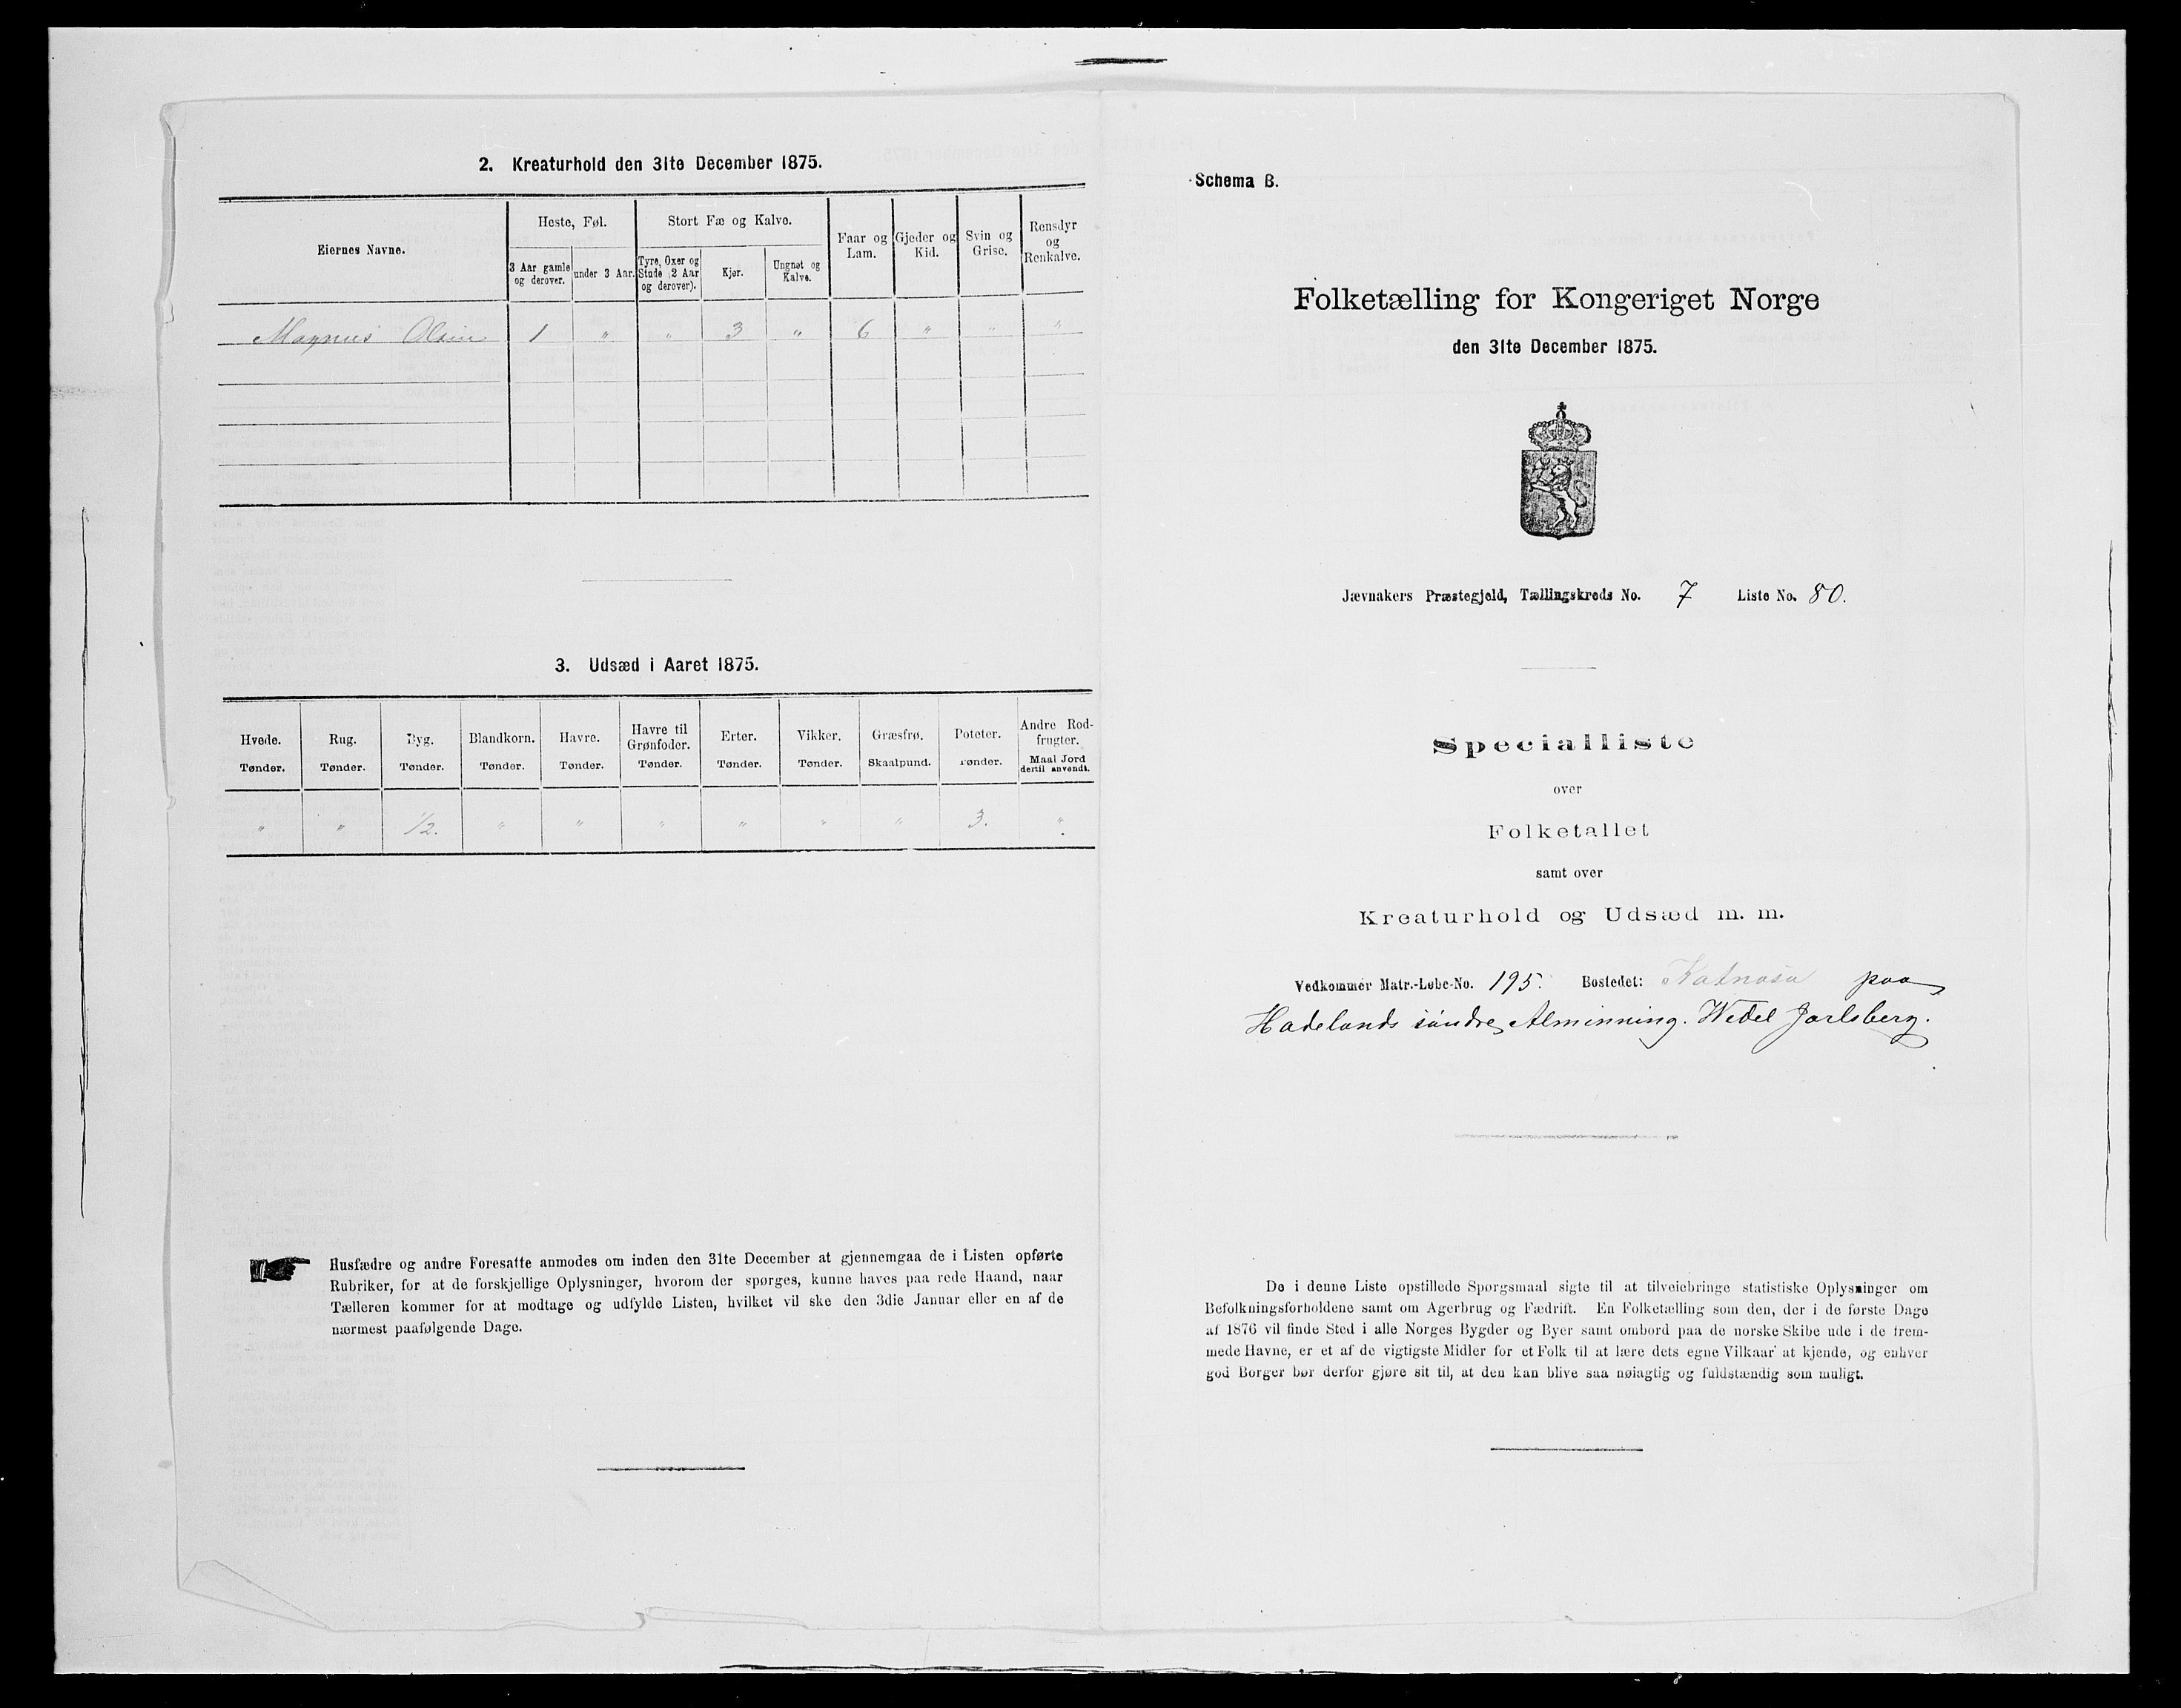 2. Kreaturhold den 31te December 1875.
Eiernes Navne.
Heste, Føl.
Stort Fæ og Kalve.
3 Aar gamle og derover.
under 3 Aar.
Tyre, Oxer og Stude (2 Aar og derover).
Kjør.
Ungnøt og Kalve.
Faar og Lam.
Gjeder og Kid.
Svin og Grise.
Rensdyr og Renkalve.
Magnus Olsen 1 " " 3 " 6 " " "
3. Udsæd i Aaret 1875.
Hvede. Rug. Byg. Blandkorn. Havre. Havre til Grønfoder. Erter. Vikker. Græsfrø. Poteter. Andre Rodfrugter.
Tønder. Tønder. Tønder. Tønder. Tønder. Tønder. Tønder. Tønder. Skaalpund. Tønder. Maal Jord dertil anvendt.
" " 1/2. " " " " " " 3. "
Husfædre og andre Foresatte anmodes om inden den 31te December at gjennemgaa de i Listen opførte
Rubriker, for at de forskjellige Oplysninger, hvorom der spørges, kunne haves paa rede Haand, naar
Tælleren kommer for at modtage og udfylde Listen, hvilket vil ske den 3die Januar eller en af de
nærmest paafølgende Dage.
Schema B.
Folketælling for Kongeriget Norge
den 31te December 1875.
Jævnakers Præstegjeld, Tællingskreds No. 7 Liste No. 80.
Specialliste
over
Folketallet
samt over
Kreaturhold og Udsæd m. m.
Vedkommer Matr.-Løbe-No. 195. Bostedet: Katnosa paa
Hadelands søndre Alminning. Wedel Jarlsberg.
De i denne Liste opstillede Spørgsmaal sigte til at tilveiebringe statistiske Oplysninger om
Befolkningsforholdene samt om Agerbrug og Fædrift. En Folketælling som den, der i de første Dage
af 1876 vil finde Sted i alle Norges Bygder og Byer samt ombord paa de norske Skibe ude i de frem-
mede Havne, er et af de vigtigste Midler for et Folk til at lære dets egne Vilkaar at kjende, og enhver
god Borger bør derfor gjøre sit til, at den kan blive saa nøiagtig og fuldstændig som muligt.